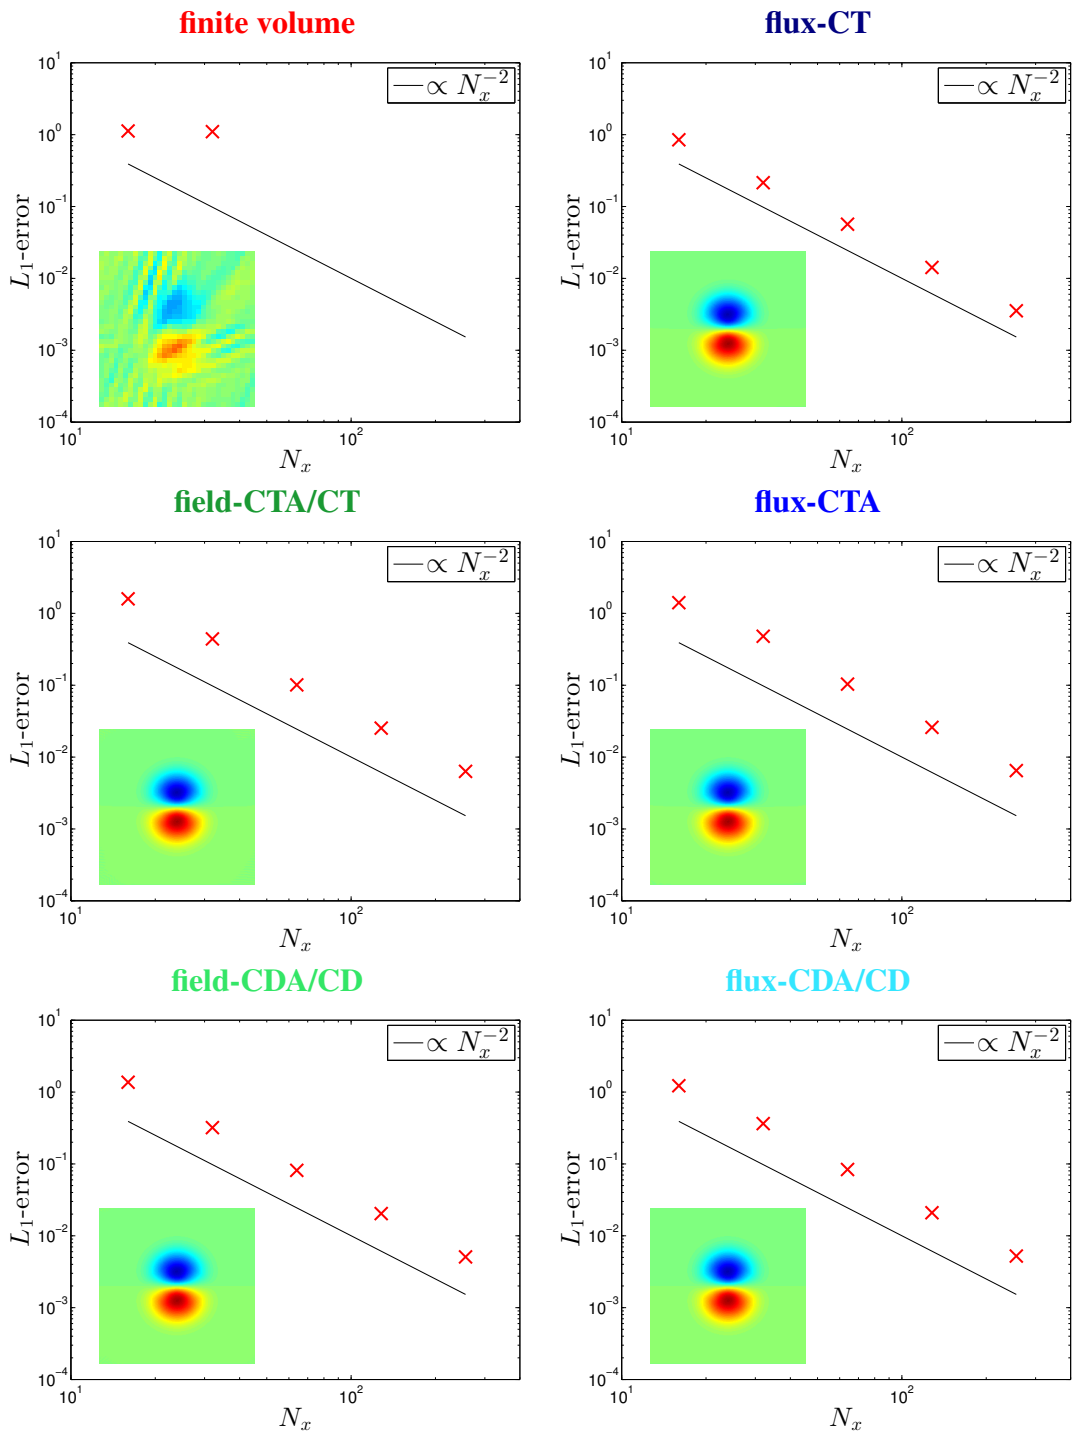 finite volume
10^1
10^0
10^-1
10^-2
10^-3
10^-4
L_1-error
∝ N_x^-2
10^1
10^2
N_x
flux-CT
10^1
10^0
10^-1
10^-2
10^-3
10^-4
L_1-error
∝ N_x^-2
10^1
10^2
N_x
field-CTA/CT
10^1
10^0
10^-1
10^-2
10^-3
10^-4
L_1-error
∝ N_x^-2
10^1
10^2
N_x
flux-CTA
10^1
10^0
10^-1
10^-2
10^-3
10^-4
L_1-error
∝ N_x^-2
10^1
10^2
N_x
field-CDA/CD
10^1
10^0
10^-1
10^-2
10^-3
10^-4
L_1-error
∝ N_x^-2
10^1
10^2
N_x
flux-CDA/CD
10^1
10^0
10^-1
10^-2
10^-3
10^-4
L_1-error
∝ N_x^-2
10^1
10^2
N_x